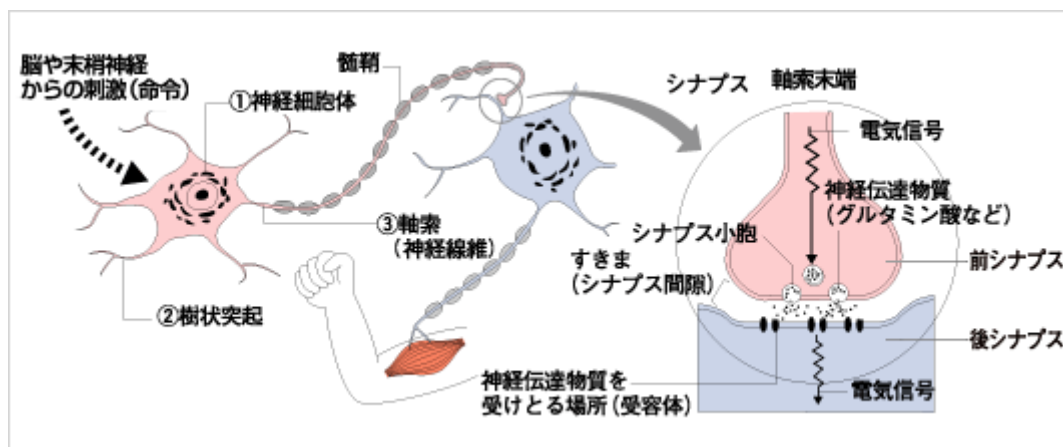 脳や末梢神経
からの刺激(命令)
①神経細胞体
髄鞘
③軸索
(神経線維)
②樹状突起
シナプス
軸索末端
電気信号
神経伝達物質
(グルタミン酸など)
シナプス小胞
すきま
(シナプス間隙)
前シナプス
後シナプス
神経伝達物質を
受けとる場所(受容体)
電気信号